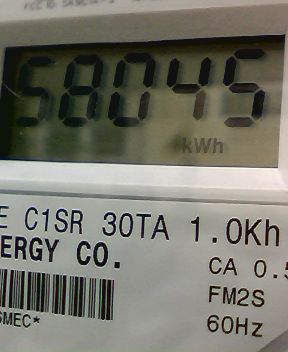 58045
kWh
E C1SR 30TA 1.0Kh
ERGY CO.
CA 0.5
FM2S
SMEC*
60Hz